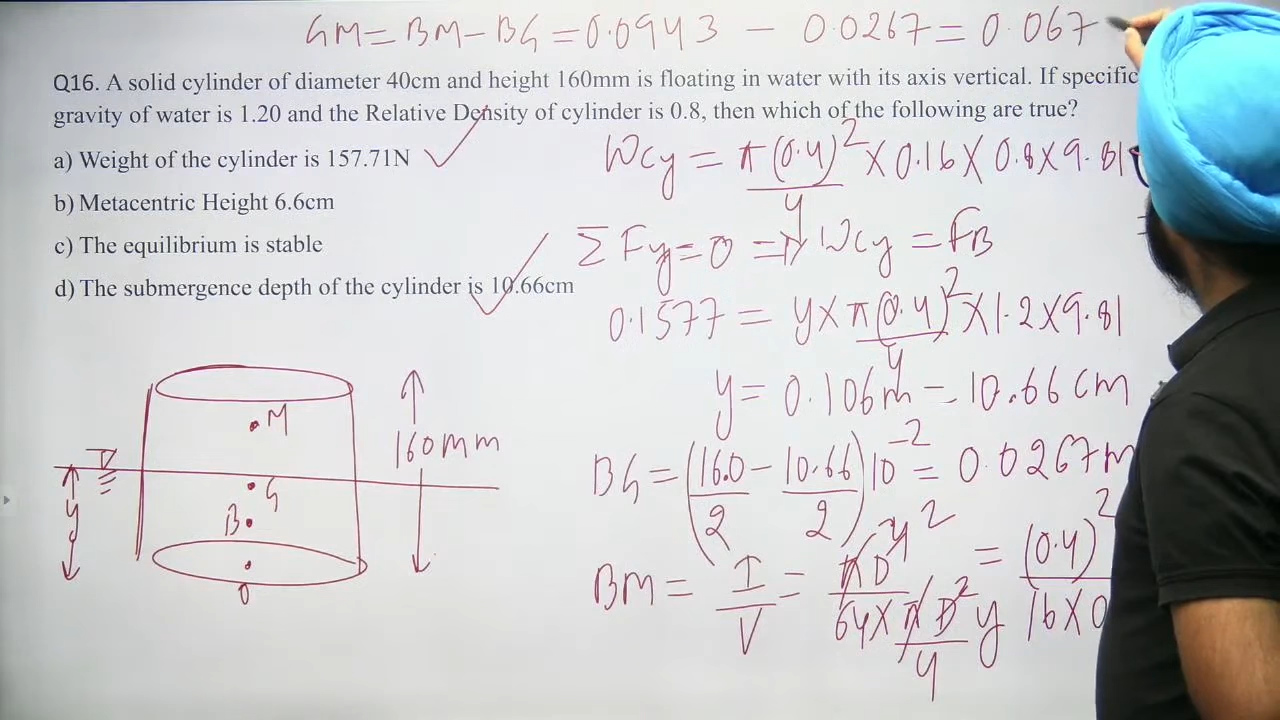 GM = BM - BG = 0.0943 - 0.0267 = 0.067
Q16. A solid cylinder of diameter 40cm and height 160mm is floating in water with its axis vertical. If specific
gravity of water is 1.20 and the Relative Density of cylinder is 0.8, then which of the following are true?
a) Weight of the cylinder is 157.71N
b) Metacentric Height 6.6cm
c) The equilibrium is stable
d) The submergence depth of the cylinder is 10.66cm
Wcy = π(0.4)²/4 × 0.16 × 0.8 × 9.81
ΣFy = 0 ⇒ Wcy = FB
0.1577 = y × π(0.4)²/4 × 1.2 × 9.81
y = 0.106m = 10.66 cm
BG = (16.0/2 - 10.66/2) 10⁻² = 0.0267m
BM = I/V = πD⁴/(64 × πD²/4 y) = (0.4)²/16×0
M
160mm
G
B
y
O